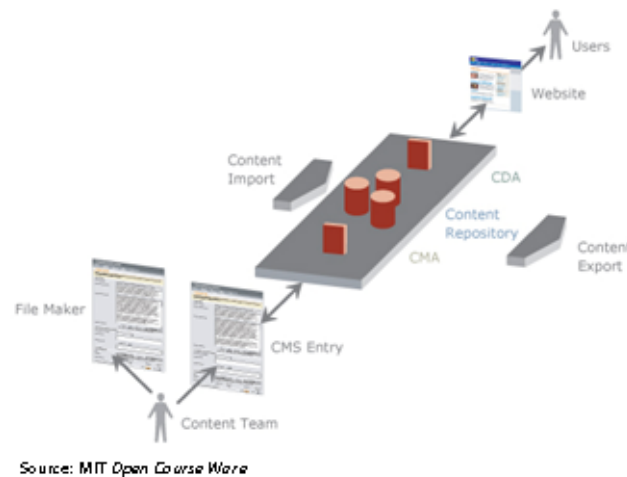 Users
Website
Content
Import
CDA
Content
Repository
Content
Export
CMA
File Maker
CMS Entry
Content Team
Source: MIT Open Course Ware